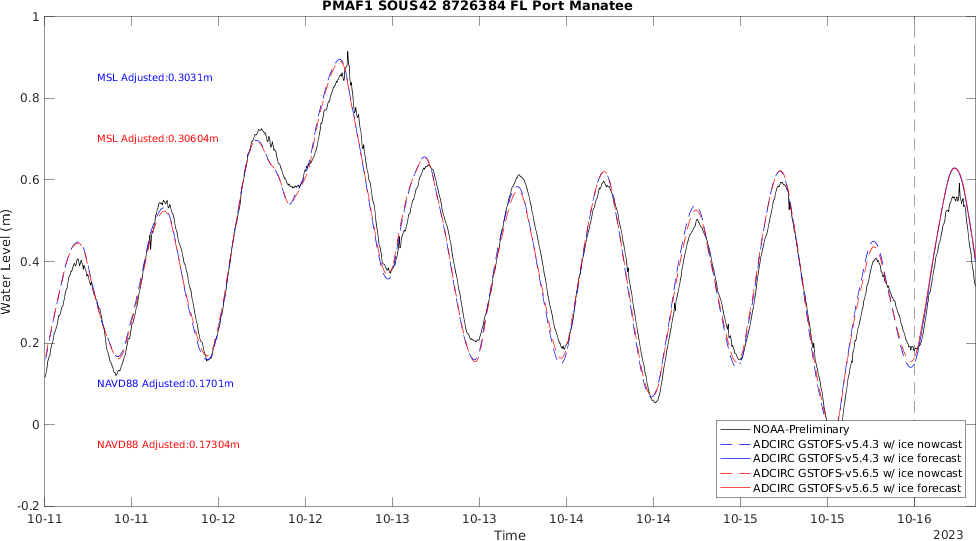 PMAF1 SOUS42 8726384 FL Port Manatee
1
0.8
0.6
0.4
0.2
0
-0.2
Water Level (m)
MSL Adjusted:0.3031m
MSL Adjusted:0.30604m
NAVD88 Adjusted:0.1701m
NAVD88 Adjusted:0.17304m
NOAA-Preliminary
ADCIRC GSTOFS-v5.4.3 w/ ice nowcast
ADCIRC GSTOFS-v5.4.3 w/ ice forecast
ADCIRC GSTOFS-v5.6.5 w/ ice nowcast
ADCIRC GSTOFS-v5.6.5 w/ ice forecast
10-11 10-11 10-12 10-12 10-13 10-13 10-14 10-14 10-15 10-15 10-16
Time
2023